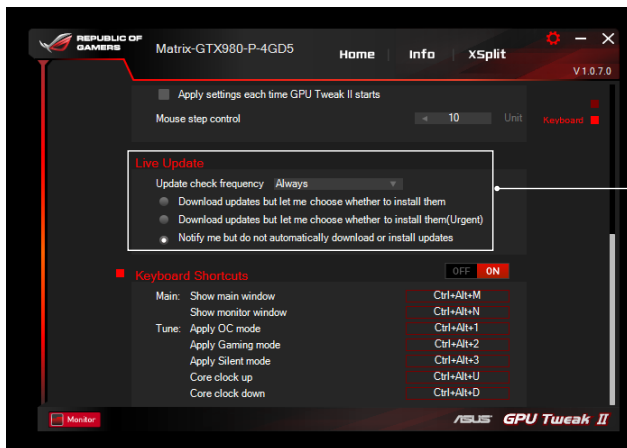 REPUBLIC OF
GAMERS
Matrix-GTX980-P-4GD5
Home
Info
XSplit
V 1.0.7.0
Apply settings each time GPU Tweak II starts
Mouse step control
10
Unit
Keyboard
Live Update
Update check frequency
Always
Download updates but let me choose whether to install them
Download updates but let me choose whether to install them(Urgent)
Notify me but do not automatically download or install updates
Keyboard Shortcuts
OFF
ON
Main: Show main window Ctrl+Alt+M
Show monitor window Ctrl+Alt+N
Tune: Apply OC mode Ctrl+Alt+1
Apply Gaming mode Ctrl+Alt+2
Apply Silent mode Ctrl+Alt+3
Core clock up Ctrl+Alt+U
Core clock down Ctrl+Alt+D
Monitor
ASUS GPU Tweak II